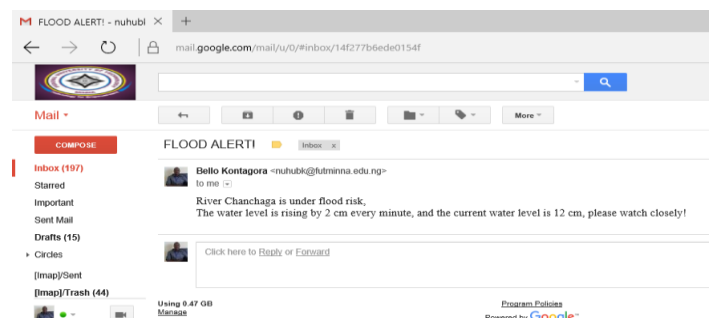 FLOOD ALERT! - nuhubl
mail.google.com/mail/u/0/#inbox/14f277b6ede0154f
Mail
More
COMPOSE
FLOOD ALERT!
Inbox x
Inbox (197)
Starred
Important
Sent Mail
Drafts (15)
Circles
[Imap]/Sent
[Imap]/Trash (44)
Bello Kontagora <nuhubk@futminna.edu.ng>
to me
River Chanchaga is under flood risk,
The water level is rising by 2 cm every minute, and the current water level is 12 cm, please watch closely!
Click here to Reply or Forward
Using 0.47 GB
Manage
Program Policies
Powered by Google